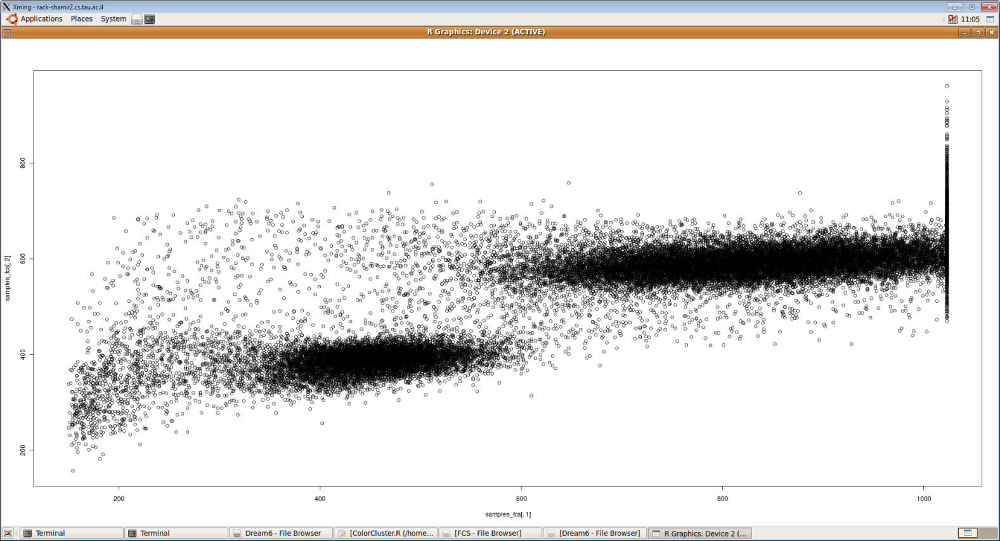 Xming - rack-shamir2.cs.tau.ac.il
Applications Places System 11:05
R Graphics: Device 2 (ACTIVE)
800
600
400
200
samples_fcs[, 2]
200 400 600 800 1000
samples_fcs[, 1]
Terminal Terminal Dream6 - File Browser [ColorCluster.R (/home... [FCS - File Browser] [Dream6 - File Browser] R Graphics: Device 2 (...